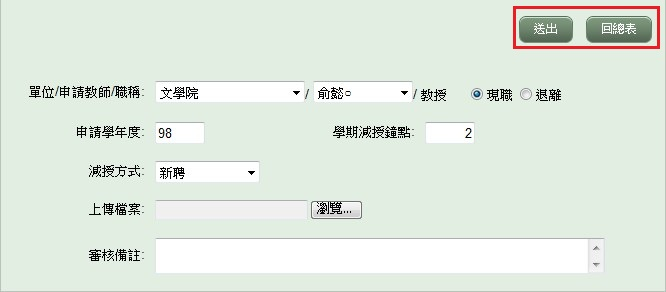 送出 回總表
單位/申請教師/職稱: 文學院 / 俞懿○ / 教授 現職 退離
申請學年度: 98 學期減授鐘點: 2
減授方式: 新聘
上傳檔案: 瀏覽...
審核備註: